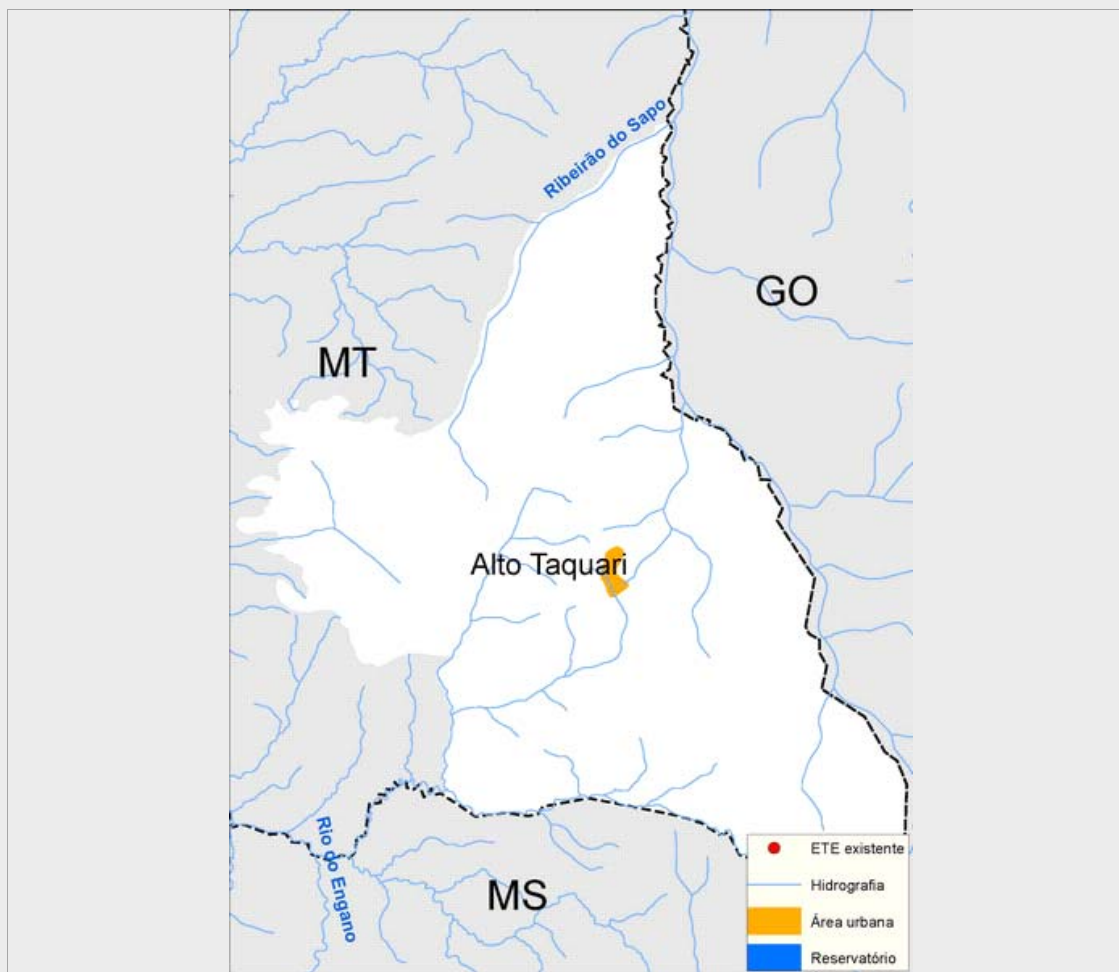 Ribeirão do Sapo
GO
MT
Alto Taquari
Rio do Engano
MS
ETE existente
Hidrografia
Área urbana
Reservatório